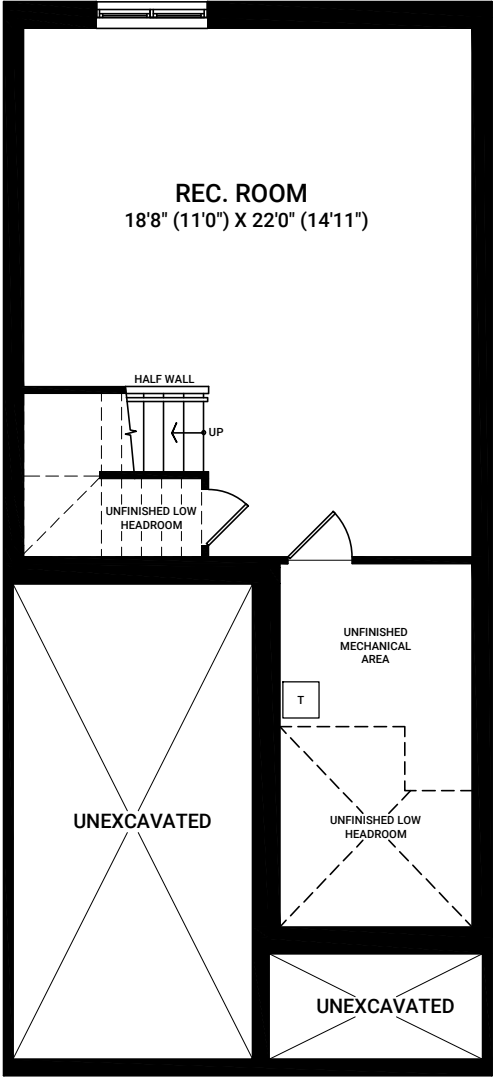 REC. ROOM
18'8" (11'0") X 22'0" (14'11")
HALF WALL
UP
UNFINISHED LOW
HEADROOM
UNFINISHED
MECHANICAL
AREA
T
UNEXCAVATED
UNFINISHED LOW
HEADROOM
UNEXCAVATED